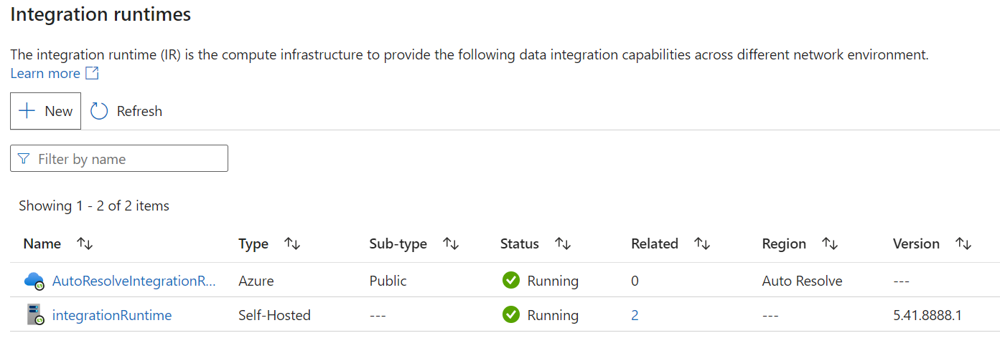 Integration runtimes
The integration runtime (IR) is the compute infrastructure to provide the following data integration capabilities across different network environment.
Learn more
New Refresh
Filter by name
Showing 1 - 2 of 2 items
Name Type Sub-type Status Related Region Version
AutoResolveIntegrationR... Azure Public Running 0 Auto Resolve ---
integrationRuntime Self-Hosted --- Running 2 --- 5.41.8888.1